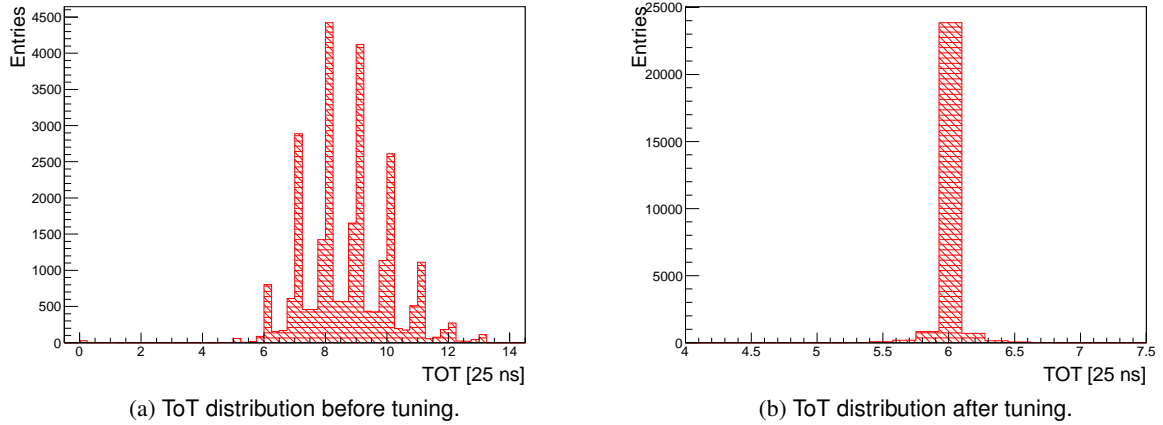 Entries
4500
4000
3500
3000
2500
2000
1500
1000
500
0
0 2 4 6 8 10 12 14
TOT [25 ns]
(a) ToT distribution before tuning.
Entries
25000
20000
15000
10000
5000
0
4 4.5 5 5.5 6 6.5 7 7.5
TOT [25 ns]
(b) ToT distribution after tuning.